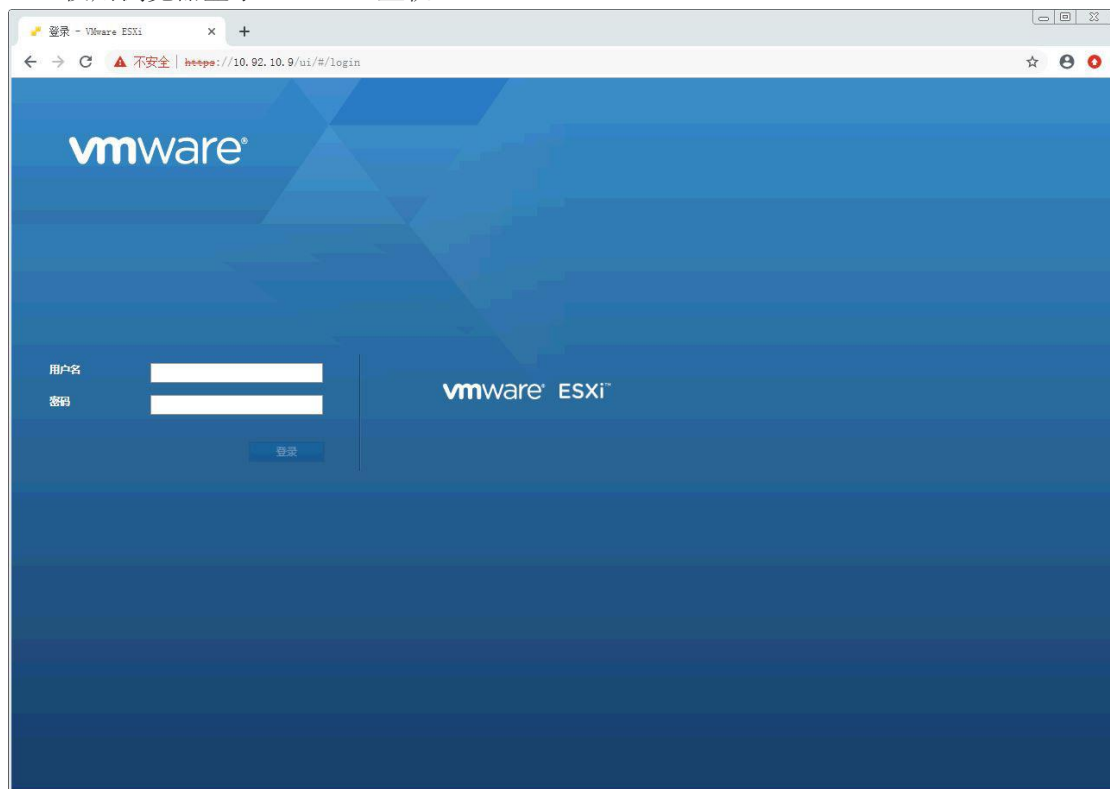 登录 - VMware ESXi
不安全 | https://10.92.10.9/ui/#/login
vmware®
用户名
密码
vmware® ESXi™
登录